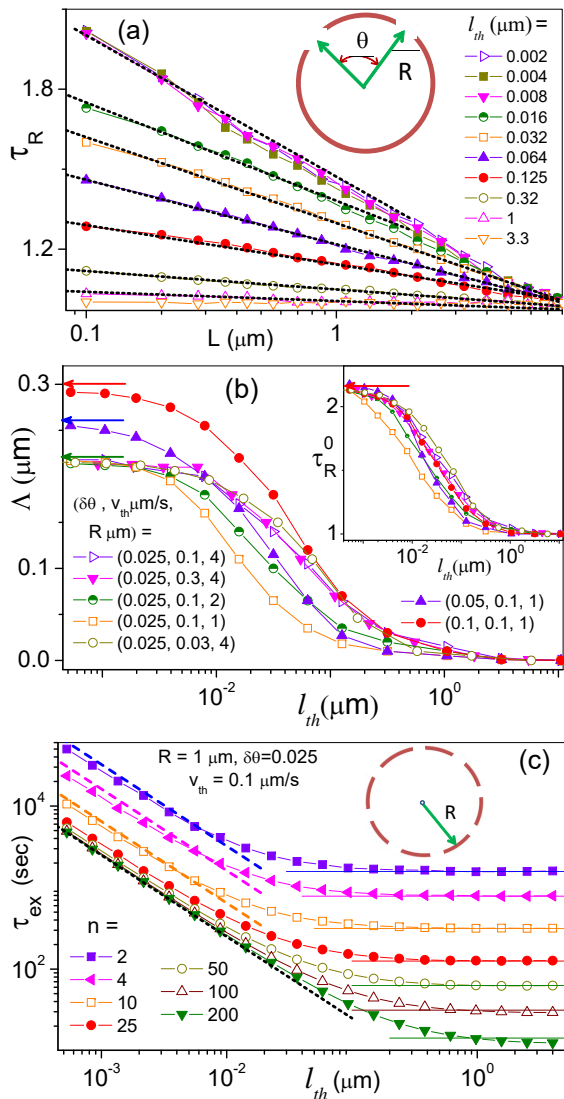 (a)
θ
R
l_th (μm) =
0.002
0.004
0.008
0.016
0.032
0.064
0.125
0.32
1
3.3
1.8
1.2
τ_R
0.1
1
L (μm)
(b)
0.3
0.1
0.0
Λ (μm)
(δθ , v_th μm/s,
R μm) =
(0.025, 0.1, 4)
(0.025, 0.3, 4)
(0.025, 0.1, 2)
(0.025, 0.1, 1)
(0.025, 0.03, 4)
2
1
τ_R^0
10^-2
10^0
l_th(μm)
(0.05, 0.1, 1)
(0.1, 0.1, 1)
10^-2
10^0
l_th(μm)
R = 1 μm, δθ=0.025
v_th = 0.1 μm/s
(c)
R
10^4
10^2
τ_ex (sec)
n =
2
4
10
25
50
100
200
10^-3
10^-2
10^-1
10^0
l_th (μm)